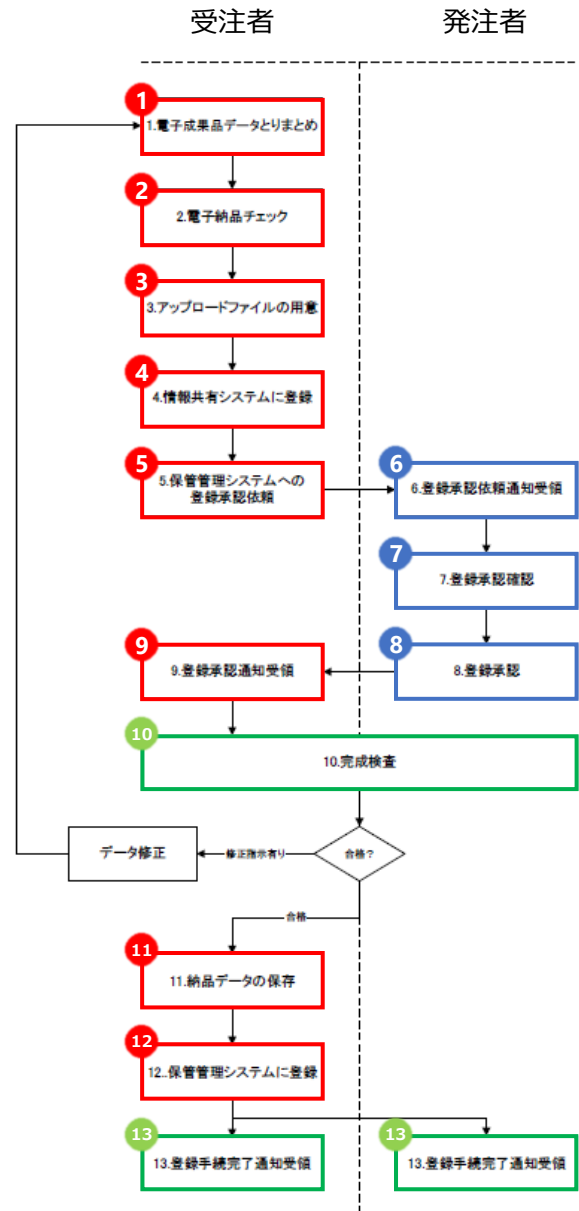 受注者
発注者
1
1.電子成果品データとりまとめ
2
2.電子納品チェック
3
3.アップロードファイルの用意
4
4.情報共有システムに登録
5
5.保管管理システムへの
登録承認依頼
6
6.登録承認依頼通知受領
7
7.登録承認確認
8
8.登録承認
9
9.登録承認通知受領
10
10.完成検査
データ修正
修正指示有り
合格？
合格
11
11.納品データの保存
12
12..保管管理システムに登録
13
13.登録手続完了通知受領
13
13.登録手続完了通知受領